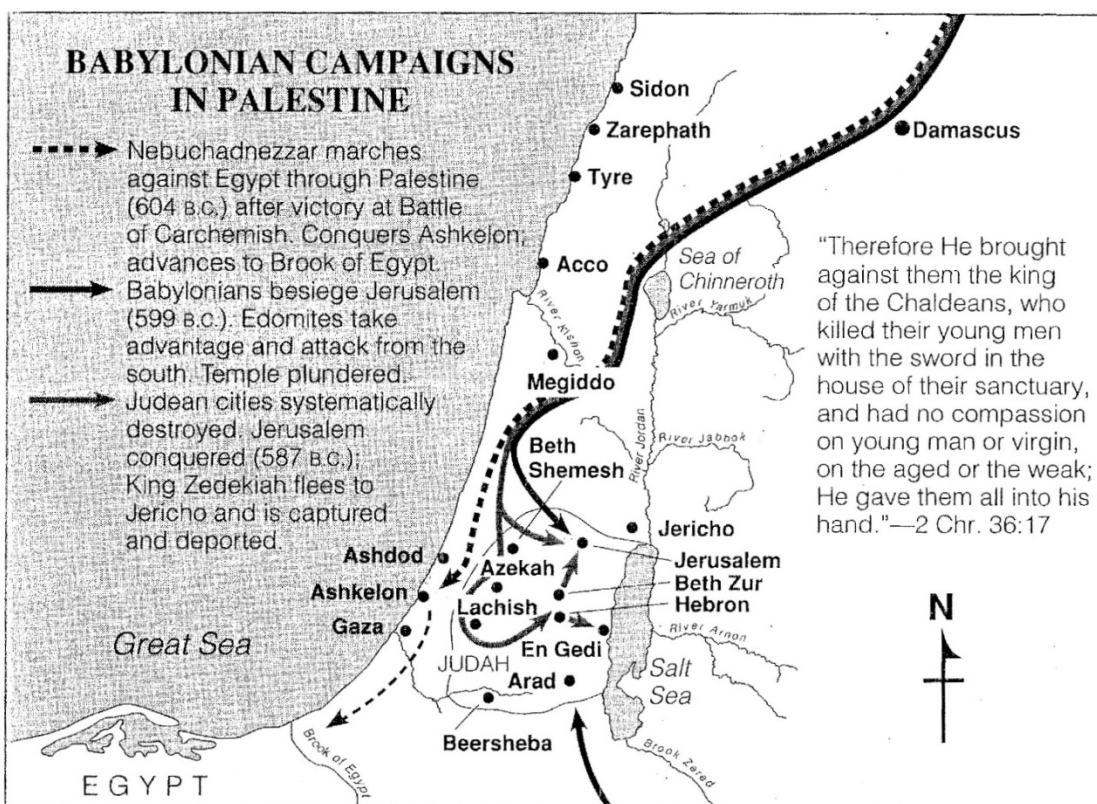 BABYLONIAN CAMPAIGNS
IN PALESTINE
Nebuchadnezzar marches
against Egypt through Palestine
(604 B.C.) after victory at Battle
of Carchemish. Conquers Ashkelon;
advances to Brook of Egypt.
Babylonians besiege Jerusalem
(599 B.C.). Edomites take
advantage and attack from the
south. Temple plundered.
Judean cities systematically
destroyed. Jerusalem
conquered (587 B.C.);
King Zedekiah flees to
Jericho and is captured
and deported.
Sidon
Zarephath
Damascus
Tyre
Acco
Sea of
Chinneroth
River Yarmuk
River Kishon
Megiddo
River Jordan
River Jabbok
Beth
Shemesh
Jericho
Ashdod
Azekah
Jerusalem
Ashkelon
Beth Zur
Lachish
Hebron
Gaza
En Gedi
River Arnon
Great Sea
JUDAH
Arad
Salt
Sea
Beersheba
Brook of Egypt
Brook Zered
EGYPT
"Therefore He brought
against them the king
of the Chaldeans, who
killed their young men
with the sword in the
house of their sanctuary,
and had no compassion
on young man or virgin,
on the aged or the weak;
He gave them all into his
hand."—2 Chr. 36:17
N